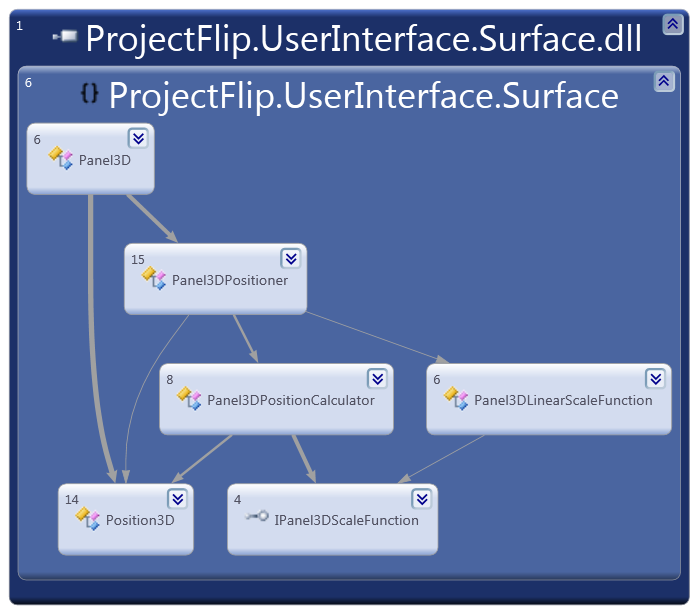 1
ProjectFlip.UserInterface.Surface.dll
6
{} ProjectFlip.UserInterface.Surface
6
Panel3D
15
Panel3DPositioner
8
Panel3DPositionCalculator
6
Panel3DLinearScaleFunction
14
Position3D
4
IPanel3DScaleFunction